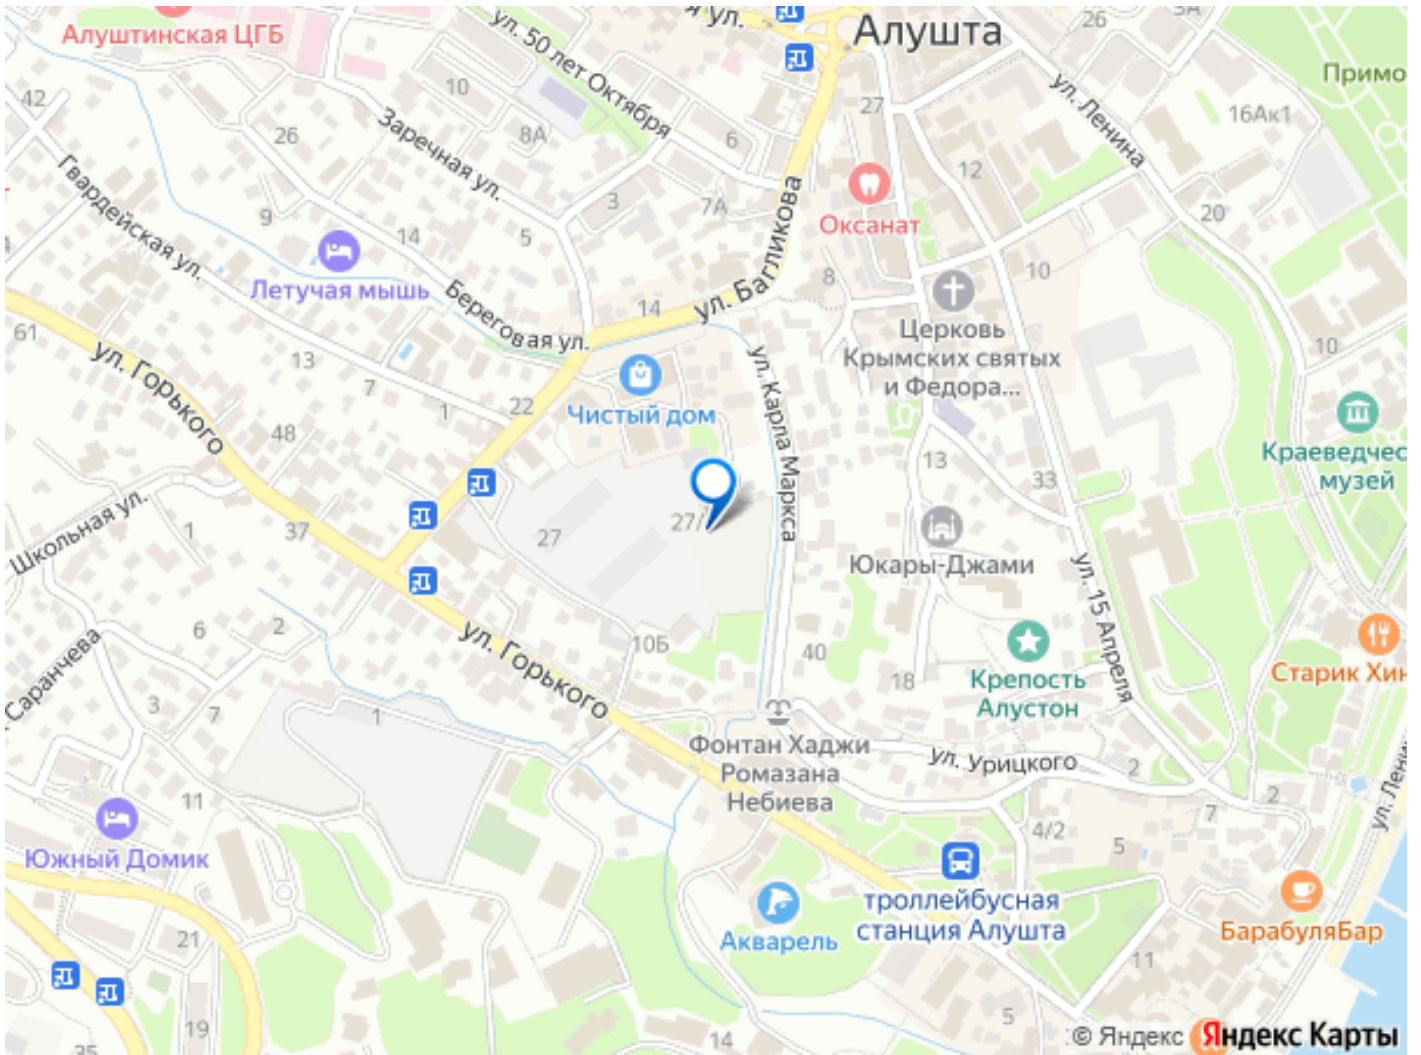 Алуштинская ЦГБ
ул. 50 лет Октября
Алушта
26
Примо
42
10
8А
6
27
ул. Ленина
16Ак1
26
Заречная ул.
12
Гвардейская ул.
9
14
3
7А
5
Оксанат
20
ул. Багликова
8
10
Летучая мышь
Береговая ул.
14
Церковь
Крымских святых
и Федора...
61
ул. Горького
13
7
1
22
Чистый дом
ул. Карла Маркса
10
Краеведчес
музей
48
13
33
Школьная ул.
1
37
27
27/
Юкары-Джами
ул. 15 Апреля
6
2
ул. Горького
10Б
40
18
Крепость
Алустон
Старик Хин
Саранчева
3
7
1
Фонтан Хаджи
Ромазана
Небиева
ул. Урицкого
2
2
7
ул. Лени
11
Южный Домик
4/2
5
троллейбусная
станция Алушта
Акварель
БарабуляБар
21
11
19
35
14
5
© Яндекс Яндекс Карты